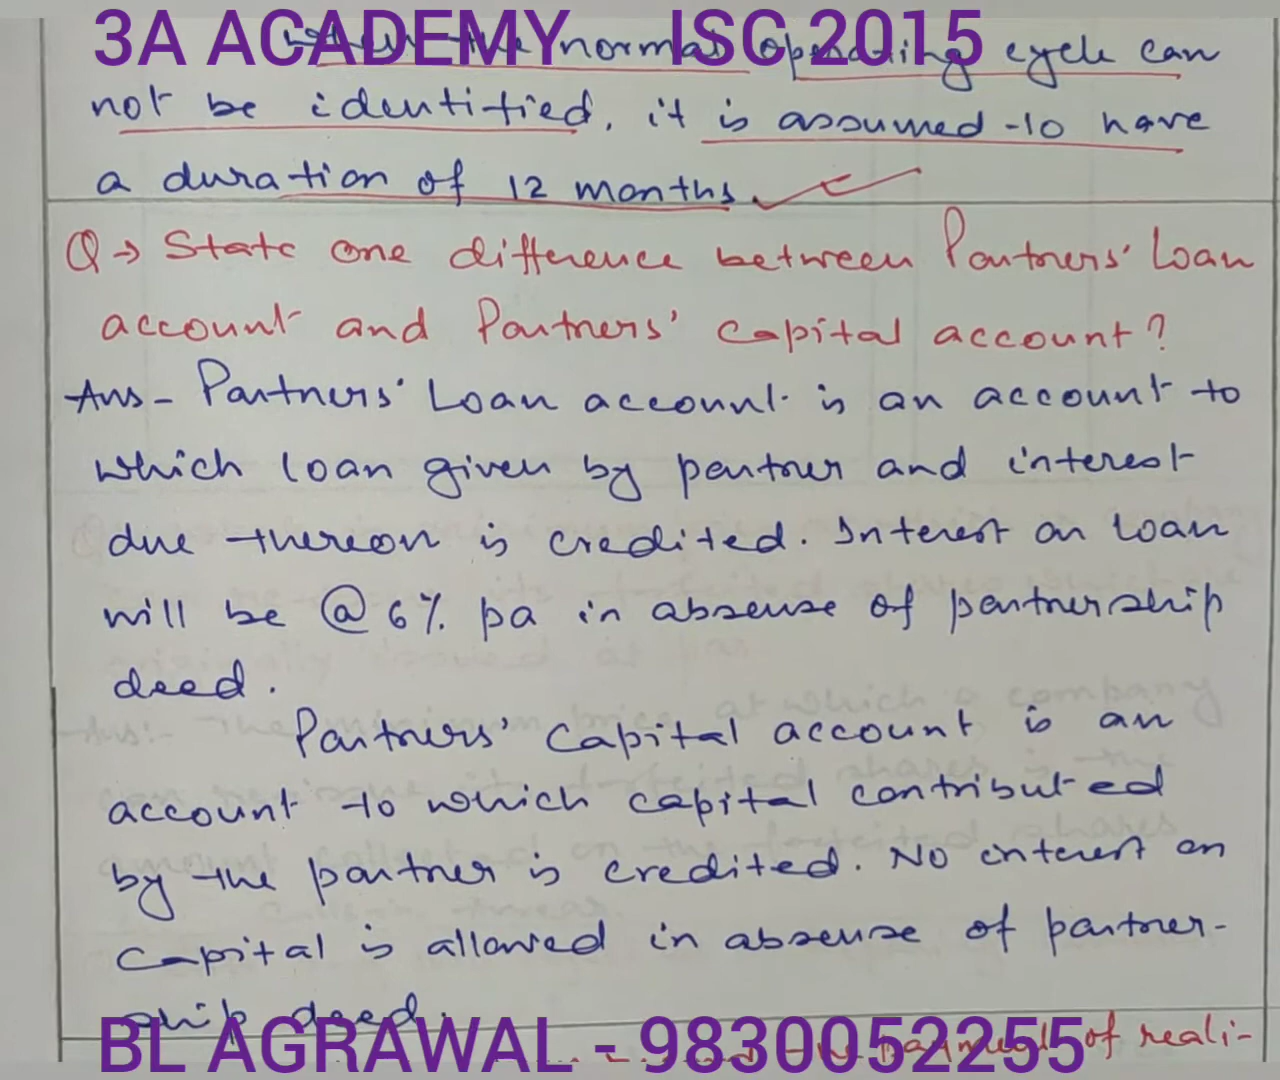 3A ACADEMY ISC 2015
normal operating cycle can
not be identified, it is assumed to have
a duration of 12 months.
Q → State one difference between Partners' Loan
account and Partners' Capital account?
Ans - Partners' Loan account is an account to
which loan given by partner and interest
due thereon is credited. Interest on loan
will be @ 6% pa in absense of partnership
deed.
Partners' Capital account is an
account to which capital contributed
by the partner is credited. No interest on
capital is allowed in absense of partner-
ship deed.
BL AGRAWAL - 9830052255
of reali-